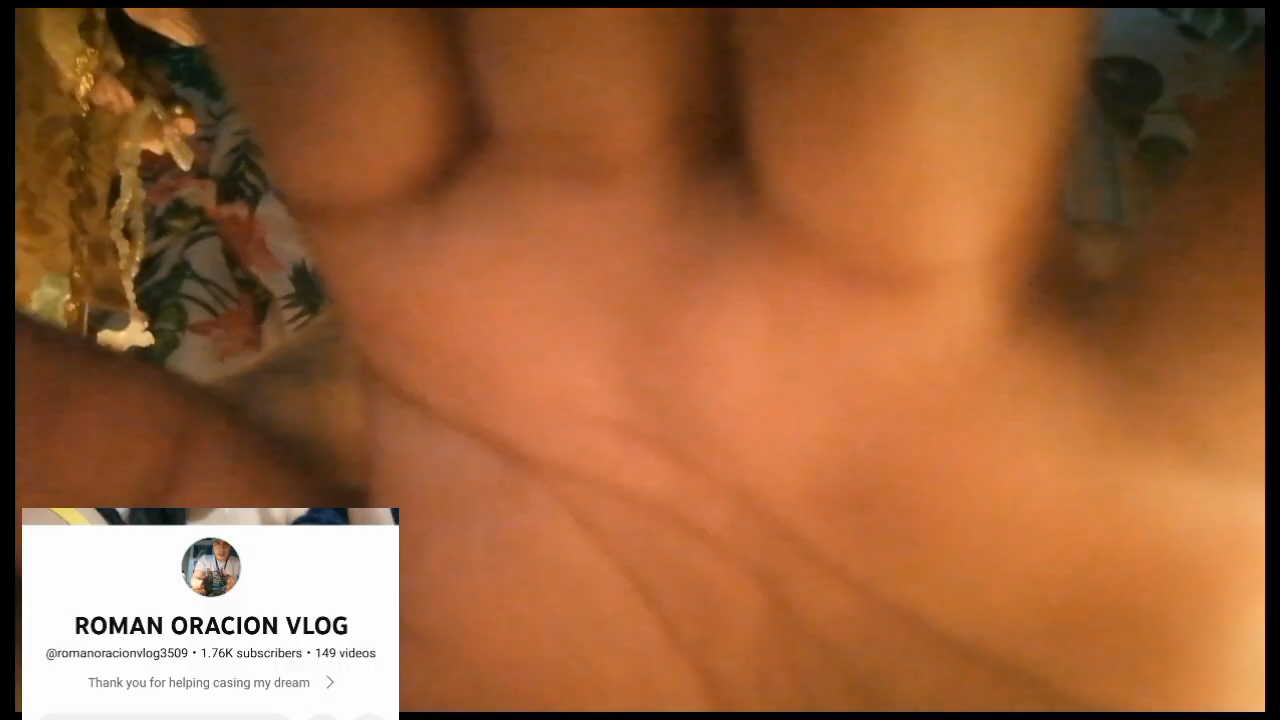 ROMAN ORACION VLOG
@romanoracionvlog3509 • 1.76K subscribers • 149 videos
Thank you for helping casing my dream